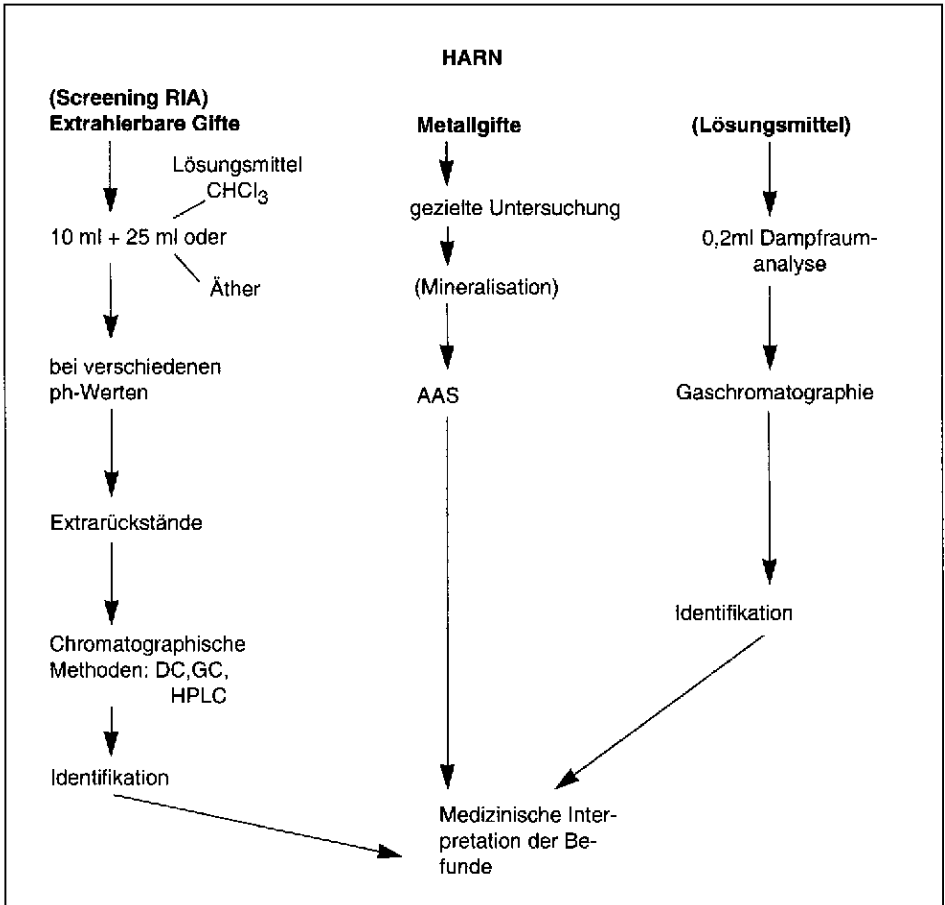 HARN
(Screening RIA)
Extrahierbare Gifte
Lösungsmittel
CHCl₃
10 ml + 25 ml oder
Äther
bei verschiedenen
ph-Werten
Extrarückstände
Chromatographische
Methoden: DC,GC,
HPLC
Identifikation
Metallgifte
gezielte Untersuchung
(Mineralisation)
AAS
(Lösungsmittel)
0,2ml Dampfraum-
analyse
Gaschromatographie
Identifikation
Medizinische Inter-
pretation der Be-
funde